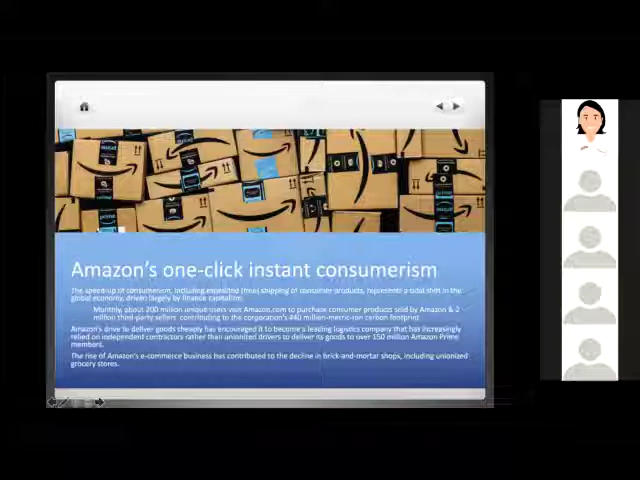 Amazon's one-click instant consumerism
The speed-up of consumerism, including expedited (free) shipping of consumer products, represents a tidal shift in the
global economy, driven largely by finance capitalism.
Monthly, about 200 million unique users visit Amazon.com to purchase consumer products sold by Amazon & 2
million third-party sellers contributing to the corporation's #40 million-metric-ion carbon footprint
Amazon's drive to deliver goods cheaply has encouraged it to become a leading logistics company that has increasingly
relied on independent contractors rather than unionized drivers to deliver its goods to over 150 million Amazon Prime
members.
The rise of Amazon's e-commerce business has contributed to the decline in brick-and-mortar shops, including unionized
grocery stores.